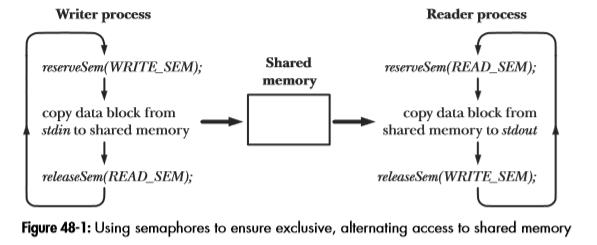 Writer process
reserveSem(WRITE_SEM);
copy data block from
stdin to shared memory
releaseSem(READ_SEM);
Shared
memory
Reader process
reserveSem(READ_SEM);
copy data block from
shared memory to stdout
releaseSem(WRITE_SEM);
Figure 48-1: Using semaphores to ensure exclusive, alternating access to shared memory